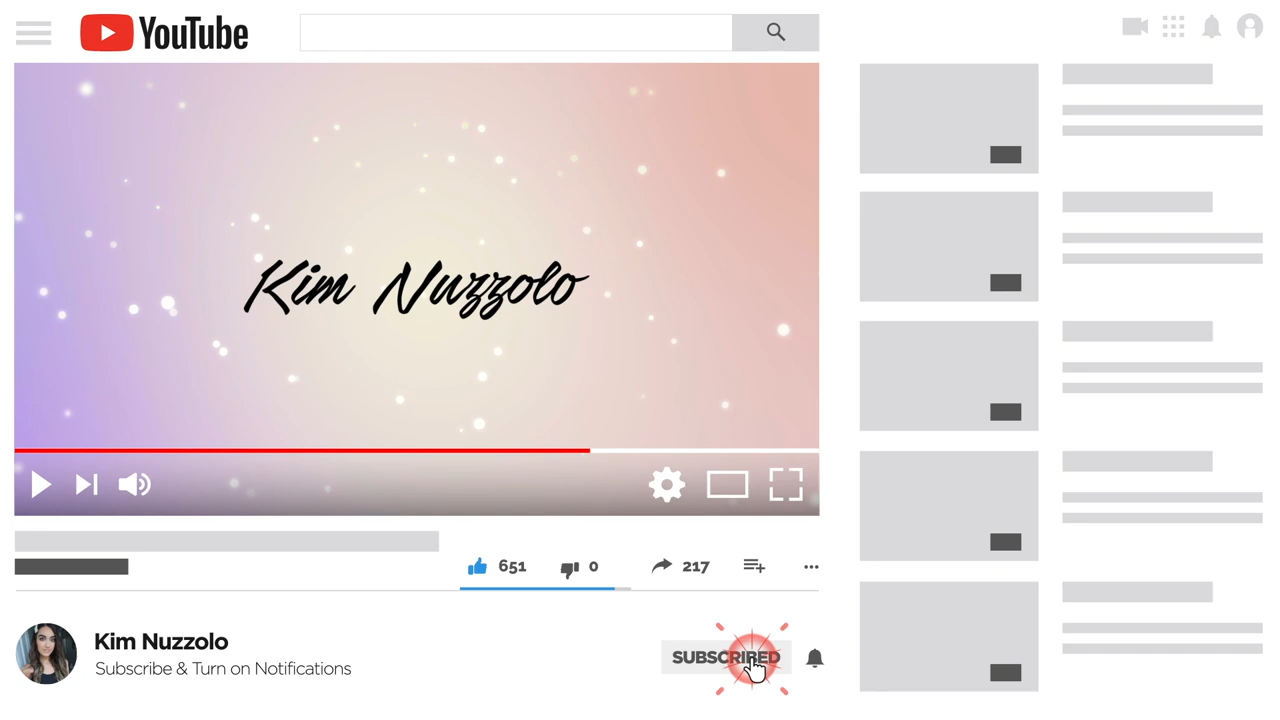 YouTube
Kim Nuzzolo
651
0
217
Kim Nuzzolo
Subscribe & Turn on Notifications
SUBSCRIBED